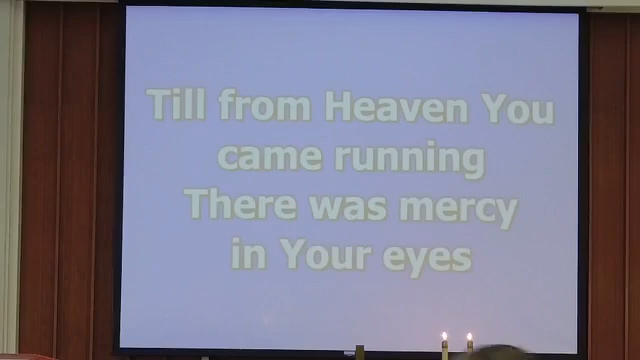 Till from Heaven You
came running
There was mercy
in Your eyes